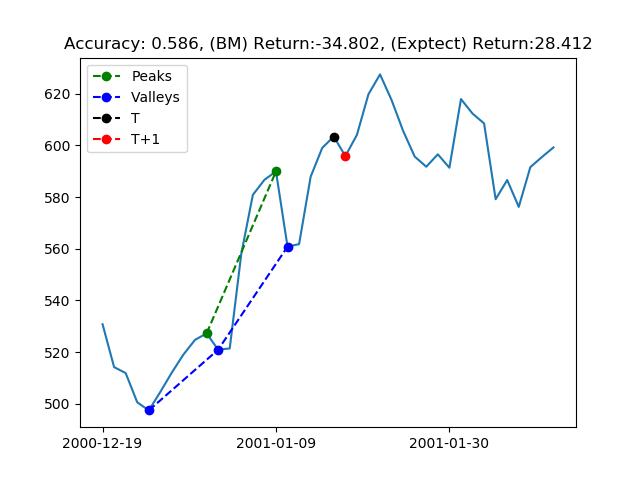 Accuracy: 0.586, (BM) Return:-34.802, (Exptect) Return:28.412
Peaks
Valleys
T
T+1
620
600
580
560
540
520
500
2000-12-19
2001-01-09
2001-01-30